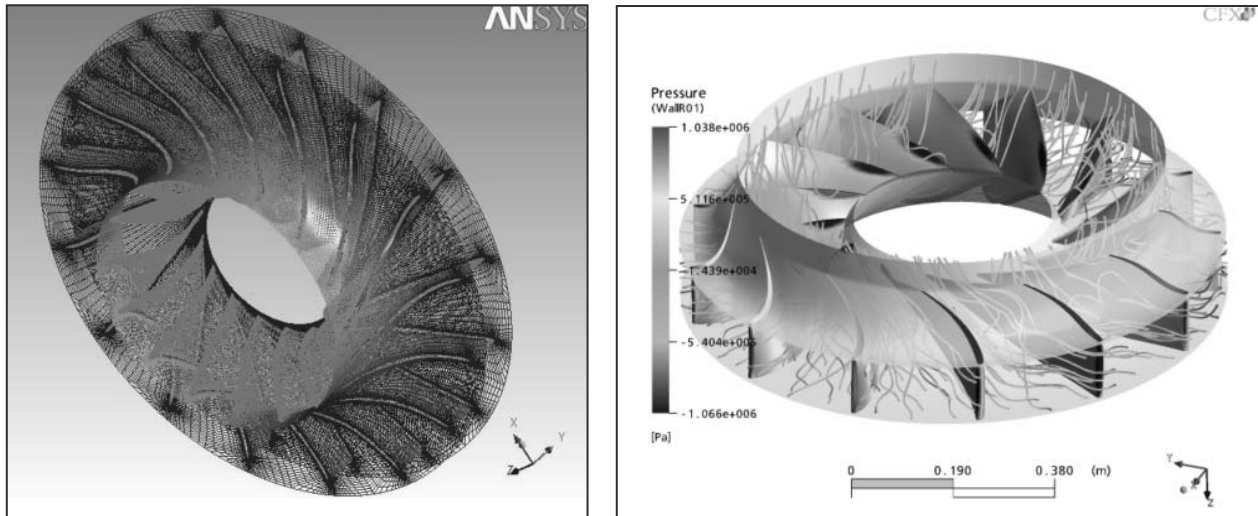 ANSYS
X
Y
Z
CFX
Pressure
(WallR01)
1.038e+006
5.116e+005
-1.439e+004
-5.404e+005
-1.066e+006
[Pa]
0 0.190 0.380 (m)
Y
X
Z